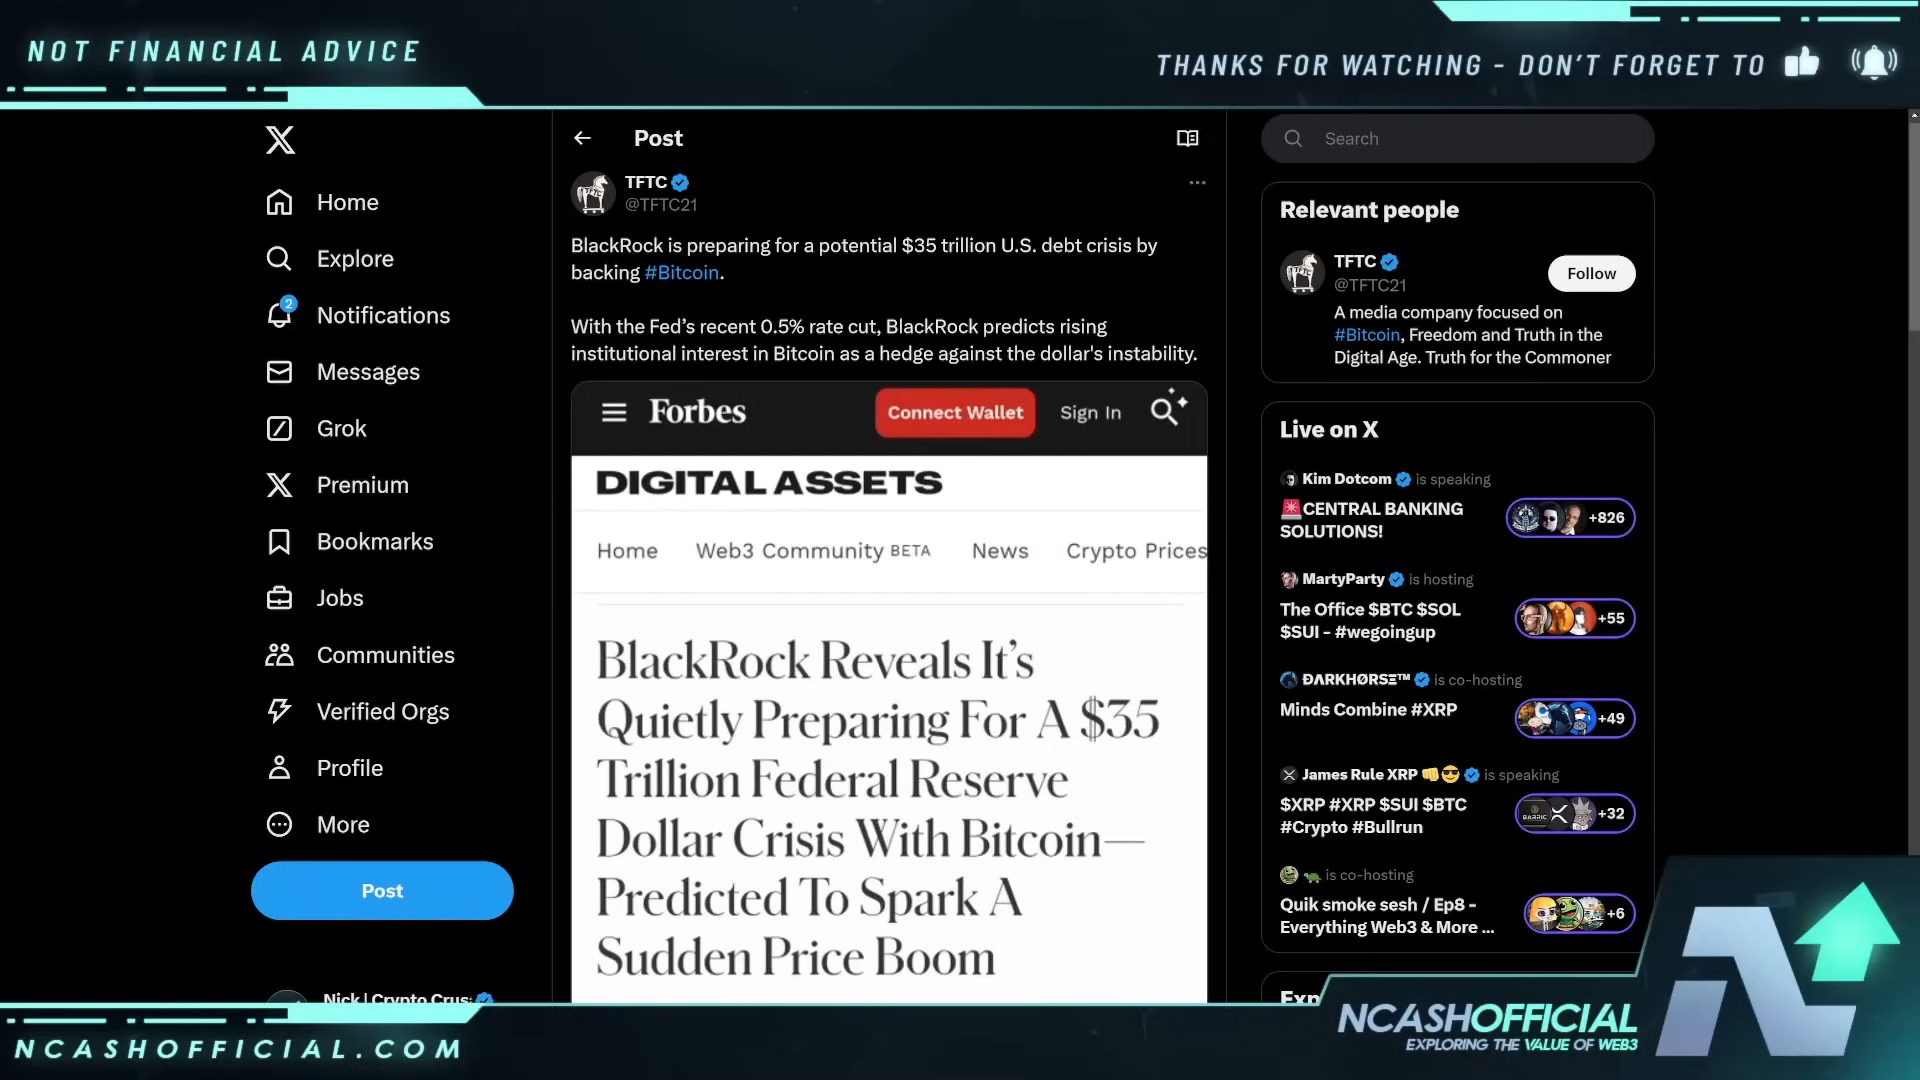 NOT FINANCIAL ADVICE
THANKS FOR WATCHING - DON'T FORGET TO
Home
Explore
2
Notifications
Messages
Grok
Premium
Bookmarks
Jobs
Communities
Verified Orgs
Profile
More
Post
Nick | Crypto Crus
Post
TFTC
@TFTC21
BlackRock is preparing for a potential $35 trillion U.S. debt crisis by
backing #Bitcoin.
With the Fed's recent 0.5% rate cut, BlackRock predicts rising
institutional interest in Bitcoin as a hedge against the dollar's instability.
Forbes
Connect Wallet
Sign In
DIGITAL ASSETS
Home Web3 Community BETA News Crypto Prices
BlackRock Reveals It's
Quietly Preparing For A $35
Trillion Federal Reserve
Dollar Crisis With Bitcoin—
Predicted To Spark A
Sudden Price Boom
Search
Relevant people
TFTC
@TFTC21
Follow
A media company focused on
#Bitcoin, Freedom and Truth in the
Digital Age. Truth for the Commoner
Live on X
Kim Dotcom is speaking
🚨CENTRAL BANKING
SOLUTIONS!
+826
MartyParty is hosting
The Office $BTC $SOL
$SUI - #wegoingup
+55
ÐΛRKHØRSΞ™ is co-hosting
Minds Combine #XRP
+49
James Rule XRP 👊😎 is speaking
$XRP #XRP $SUI $BTC
#Crypto #Bullrun
+32
🐢 is co-hosting
Quik smoke sesh / Ep8 -
Everything Web3 & More ...
+6
NCASHOFFICIAL.COM
NCASHOFFICIAL
EXPLORING THE VALUE OF WEB3